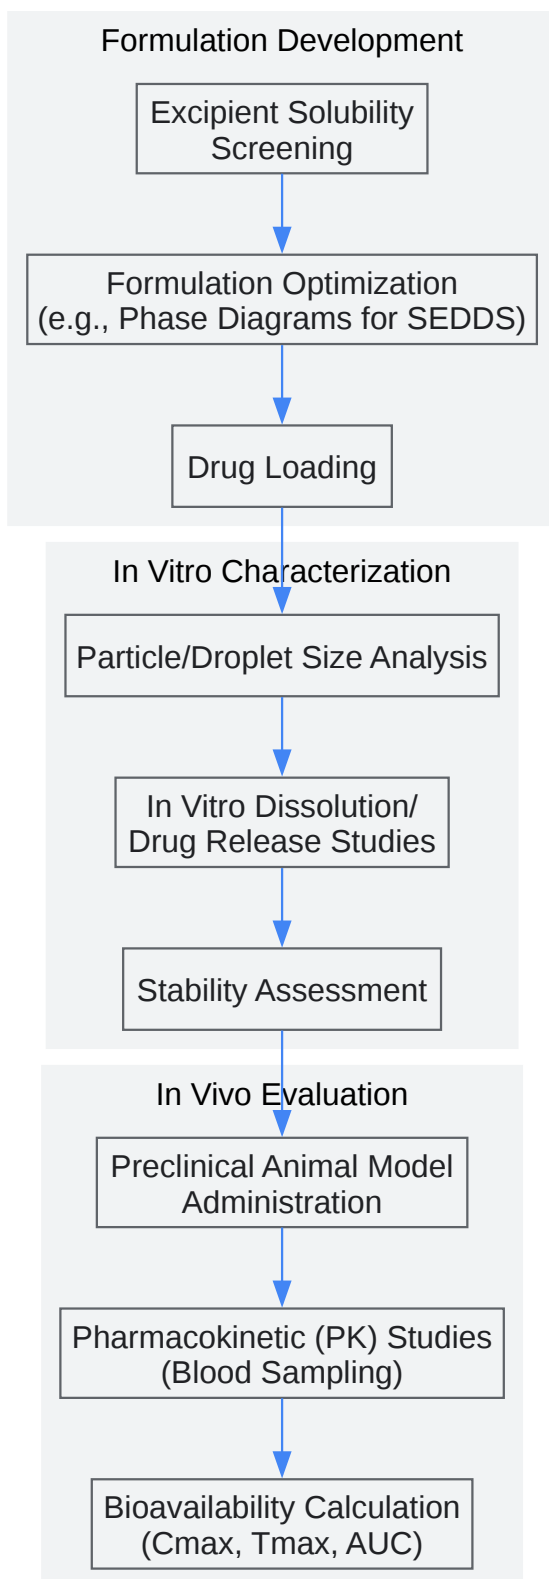 Formulation Development
Excipient Solubility
Screening
Formulation Optimization
(e.g., Phase Diagrams for SEDDS)
Drug Loading
In Vitro Characterization
Particle/Droplet Size Analysis
In Vitro Dissolution/
Drug Release Studies
Stability Assessment
In Vivo Evaluation
Preclinical Animal Model
Administration
Pharmacokinetic (PK) Studies
(Blood Sampling)
Bioavailability Calculation
(Cmax, Tmax, AUC)